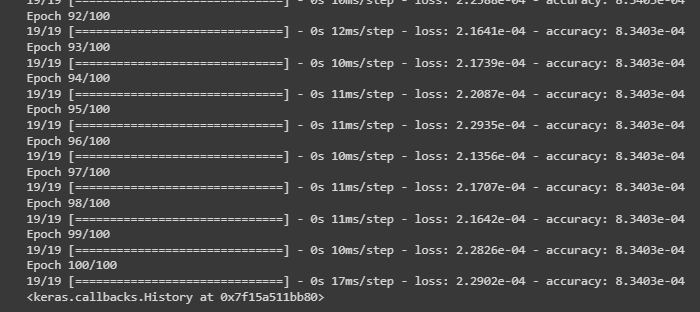 19/19 [==============================] - 0s 10ms/step - loss: 2.2588e-04 - accuracy: 8.3403e-04
Epoch 92/100
19/19 [==============================] - 0s 12ms/step - loss: 2.1641e-04 - accuracy: 8.3403e-04
Epoch 93/100
19/19 [==============================] - 0s 10ms/step - loss: 2.1739e-04 - accuracy: 8.3403e-04
Epoch 94/100
19/19 [==============================] - 0s 11ms/step - loss: 2.2087e-04 - accuracy: 8.3403e-04
Epoch 95/100
19/19 [==============================] - 0s 11ms/step - loss: 2.2935e-04 - accuracy: 8.3403e-04
Epoch 96/100
19/19 [==============================] - 0s 10ms/step - loss: 2.1356e-04 - accuracy: 8.3403e-04
Epoch 97/100
19/19 [==============================] - 0s 11ms/step - loss: 2.1707e-04 - accuracy: 8.3403e-04
Epoch 98/100
19/19 [==============================] - 0s 11ms/step - loss: 2.1642e-04 - accuracy: 8.3403e-04
Epoch 99/100
19/19 [==============================] - 0s 10ms/step - loss: 2.2826e-04 - accuracy: 8.3403e-04
Epoch 100/100
19/19 [==============================] - 0s 17ms/step - loss: 2.2902e-04 - accuracy: 8.3403e-04
<keras.callbacks.History at 0x7f15a511bb80>